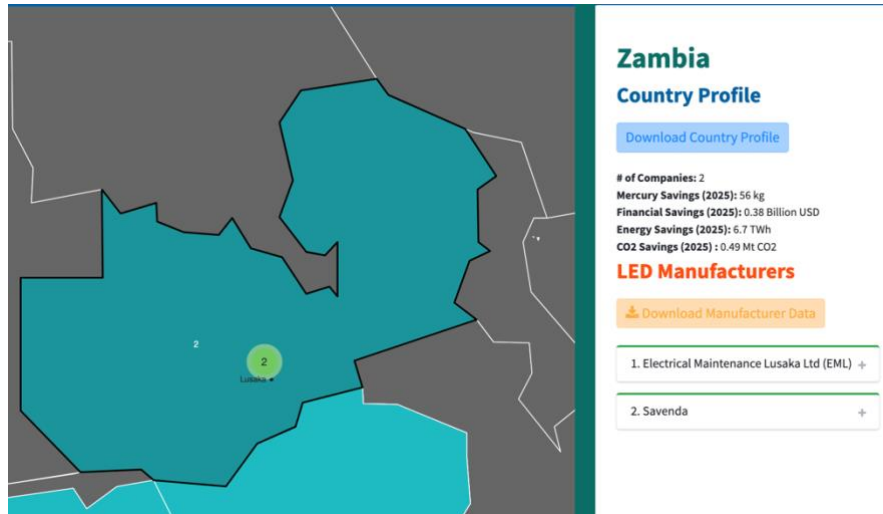 2
2
Lusaka
Zambia
Country Profile
Download Country Profile
# of Companies: 2
Mercury Savings (2025): 56 kg
Financial Savings (2025): 0.38 Billion USD
Energy Savings (2025): 6.7 TWh
CO2 Savings (2025) : 0.49 Mt CO2
LED Manufacturers
Download Manufacturer Data
1. Electrical Maintenance Lusaka Ltd (EML) +
2. Savenda +